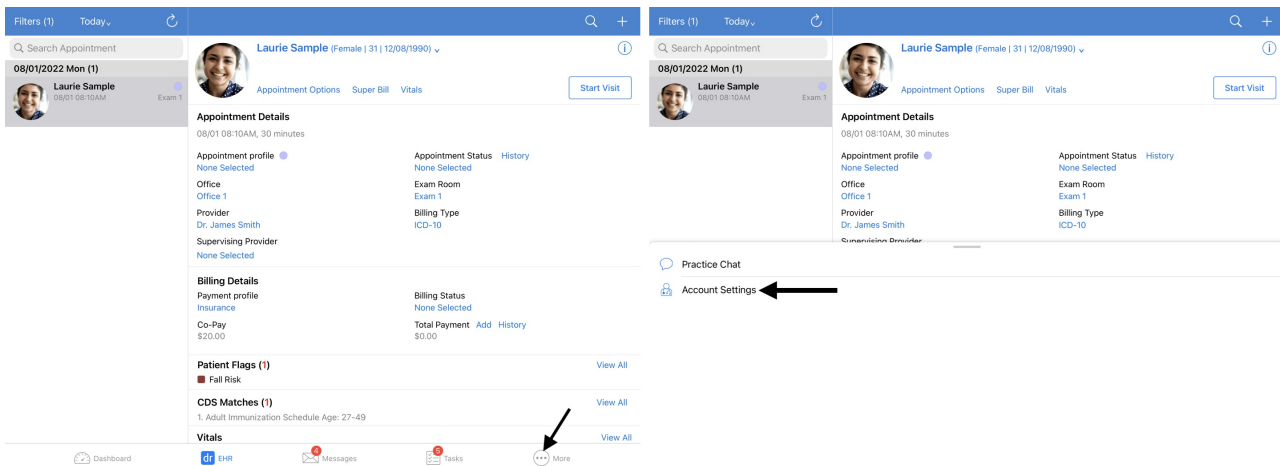 Filters (1) Today
Search Appointment
08/01/2022 Mon (1)
Laurie Sample
08/01 08:10AM Exam 1
Laurie Sample (Female | 31 | 12/08/1990)
Appointment Options Super Bill Vitals
Start Visit
Appointment Details
08/01 08:10AM, 30 minutes
Appointment profile
None Selected
Appointment Status History
None Selected
Office
Office 1
Exam Room
Exam 1
Provider
Dr. James Smith
Billing Type
ICD-10
Supervising Provider
None Selected
Billing Details
Payment profile
Insurance
Billing Status
None Selected
Co-Pay
$20.00
Total Payment Add History
$0.00
Patient Flags (1) View All
Fall Risk
CDS Matches (1) View All
1. Adult Immunization Schedule Age: 27-49
Vitals View All
Dashboard
dr EHR
4 Messages
5 Tasks
More
Filters (1) Today
Search Appointment
08/01/2022 Mon (1)
Laurie Sample
08/01 08:10AM Exam 1
Laurie Sample (Female | 31 | 12/08/1990)
Appointment Options Super Bill Vitals
Start Visit
Appointment Details
08/01 08:10AM, 30 minutes
Appointment profile
None Selected
Appointment Status History
None Selected
Office
Office 1
Exam Room
Exam 1
Provider
Dr. James Smith
Billing Type
ICD-10
Supervising Provider
Practice Chat
Account Settings